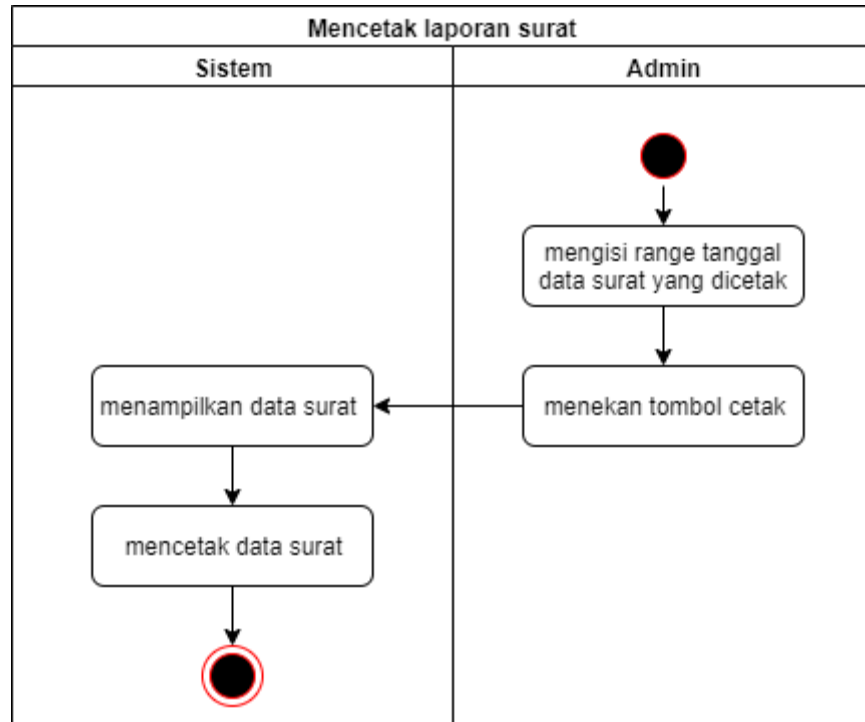 Mencetak laporan surat
Sistem
Admin
mengisi range tanggal
data surat yang dicetak
menampilkan data surat
menekan tombol cetak
mencetak data surat